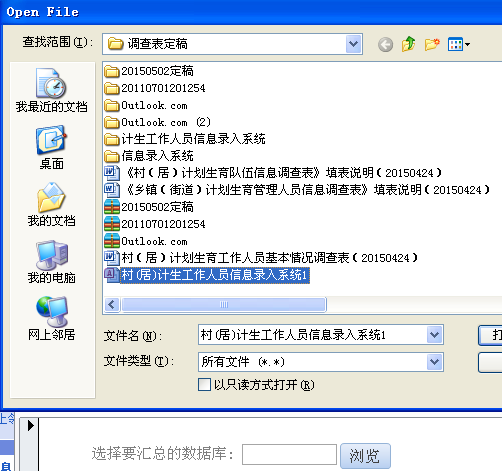 Open File
查找范围(I):
调查表定稿
我最近的文档
桌面
我的文档
我的电脑
网上邻居
20150502定稿
20110701201254
Outlook.com
Outlook.com (2)
计生工作人员信息录入系统
信息录入系统
《村(居)计划生育队伍信息调查表》填表说明(20150424)
《乡镇(街道)计划生育管理人员信息调查表》填表说明(20150424)
20150502定稿
20110701201254
Outlook.com
村(居)计划生育工作人员基本情况调查表(20150424)
村(居)计生工作人员信息录入系统1
文件名(N):
村(居)计生工作人员信息录入系统1
打
文件类型(T):
所有文件 (*.*)
以只读方式打开(R)
上邻
息
选择要汇总的数据库:
浏览